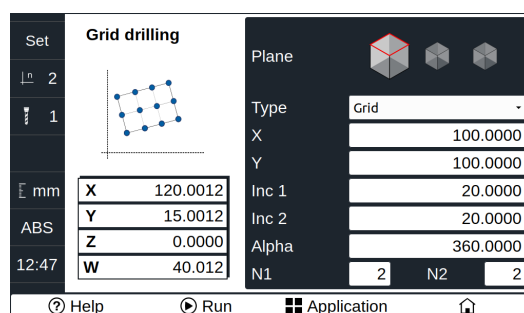 Set
n 2
1
mm
ABS
12:47
Grid drilling
X 120.0012
Y 15.0012
Z 0.0000
W 40.012
Plane
Type Grid
X 100.0000
Y 100.0000
Inc 1 20.0000
Inc 2 20.0000
Alpha 360.0000
N1 2 N2 2
? Help Run Application